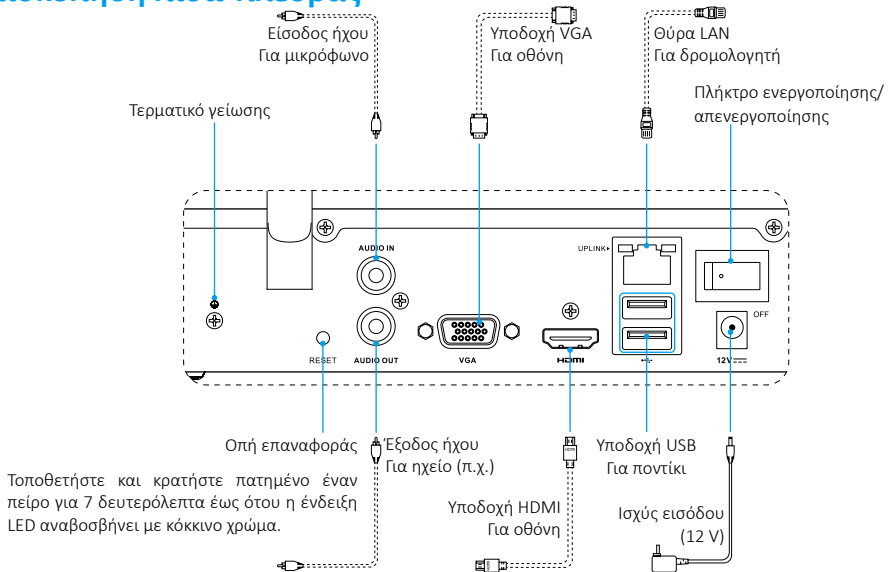 Είσοδος ήχου
Για μικρόφωνο
Υποδοχή VGA
Για οθόνη
Θύρα LAN
Για δρομολογητή
Πλήκτρο ενεργοποίησης/
απενεργοποίησης
Τερματικό γείωσης
AUDIO IN
UPLINK
OFF
RESET
AUDIO OUT
VGA
HDMI
12V
Οπή επαναφοράς
Τοποθετήστε και κρατήστε πατημένο έναν
πείρο για 7 δευτερόλεπτα έως ότου η ένδειξη
LED αναβοσβήνει με κόκκινο χρώμα.
Έξοδος ήχου
Για ηχείο (π.χ.)
Υποδοχή HDMI
Για οθόνη
Υποδοχή USB
Για ποντίκι
Ισχύς εισόδου
(12 V)